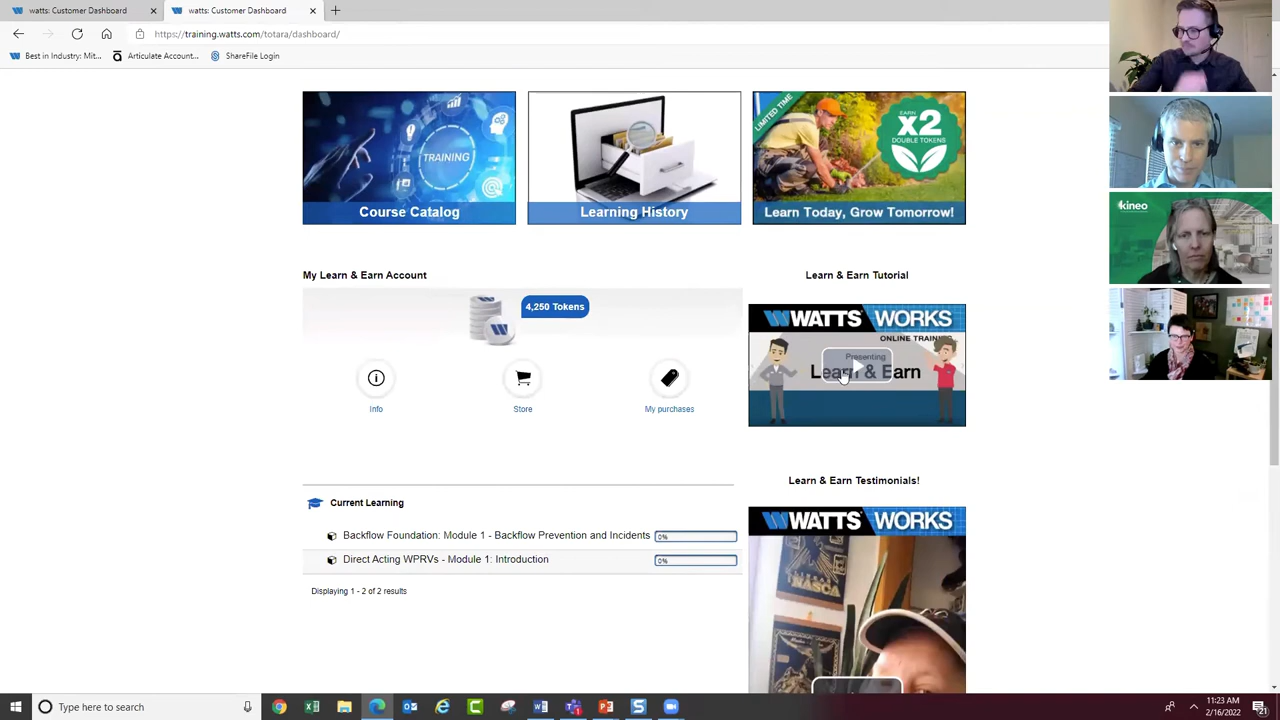 watts: Customer Dashboard
watts: Customer Dashboard
https://training.watts.com/totara/dashboard/
Best in Industry: Mit...
Articulate Account...
ShareFile Login
TRAINING
Course Catalog
Learning History
LIMITED TIME
EARN
X2
DOUBLE TOKENS
Learn Today, Grow Tomorrow!
My Learn & Earn Account
4,250 Tokens
Info
Store
My purchases
Learn & Earn Tutorial
WATTS WORKS
ONLINE TRAINING
Presenting
Learn & Earn
Learn & Earn Testimonials!
WATTS WORKS
NASCA
Current Learning
Backflow Foundation: Module 1 - Backflow Prevention and Incidents
0%
Direct Acting WPRVs - Module 1: Introduction
0%
Displaying 1 - 2 of 2 results
kineo
Type here to search
11:23 AM
2/16/2022
21